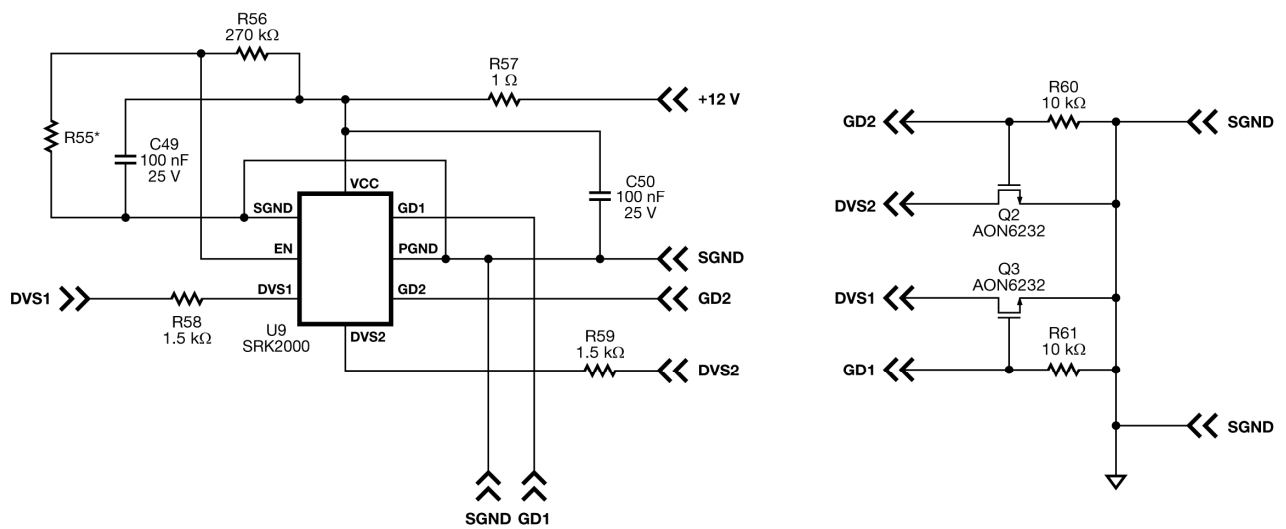 R56
270 kΩ
R57
1 Ω
+12 V
R55*
C49
100 nF
25 V
VCC
C50
100 nF
25 V
SGND
GD1
EN
PGND
SGND
DVS1
DVS1
GD2
GD2
R58
1.5 kΩ
U9
SRK2000
DVS2
R59
1.5 kΩ
DVS2
SGND
GD1
R60
10 kΩ
GD2
SGND
DVS2
Q2
AON6232
Q3
AON6232
DVS1
R61
10 kΩ
GD1
SGND